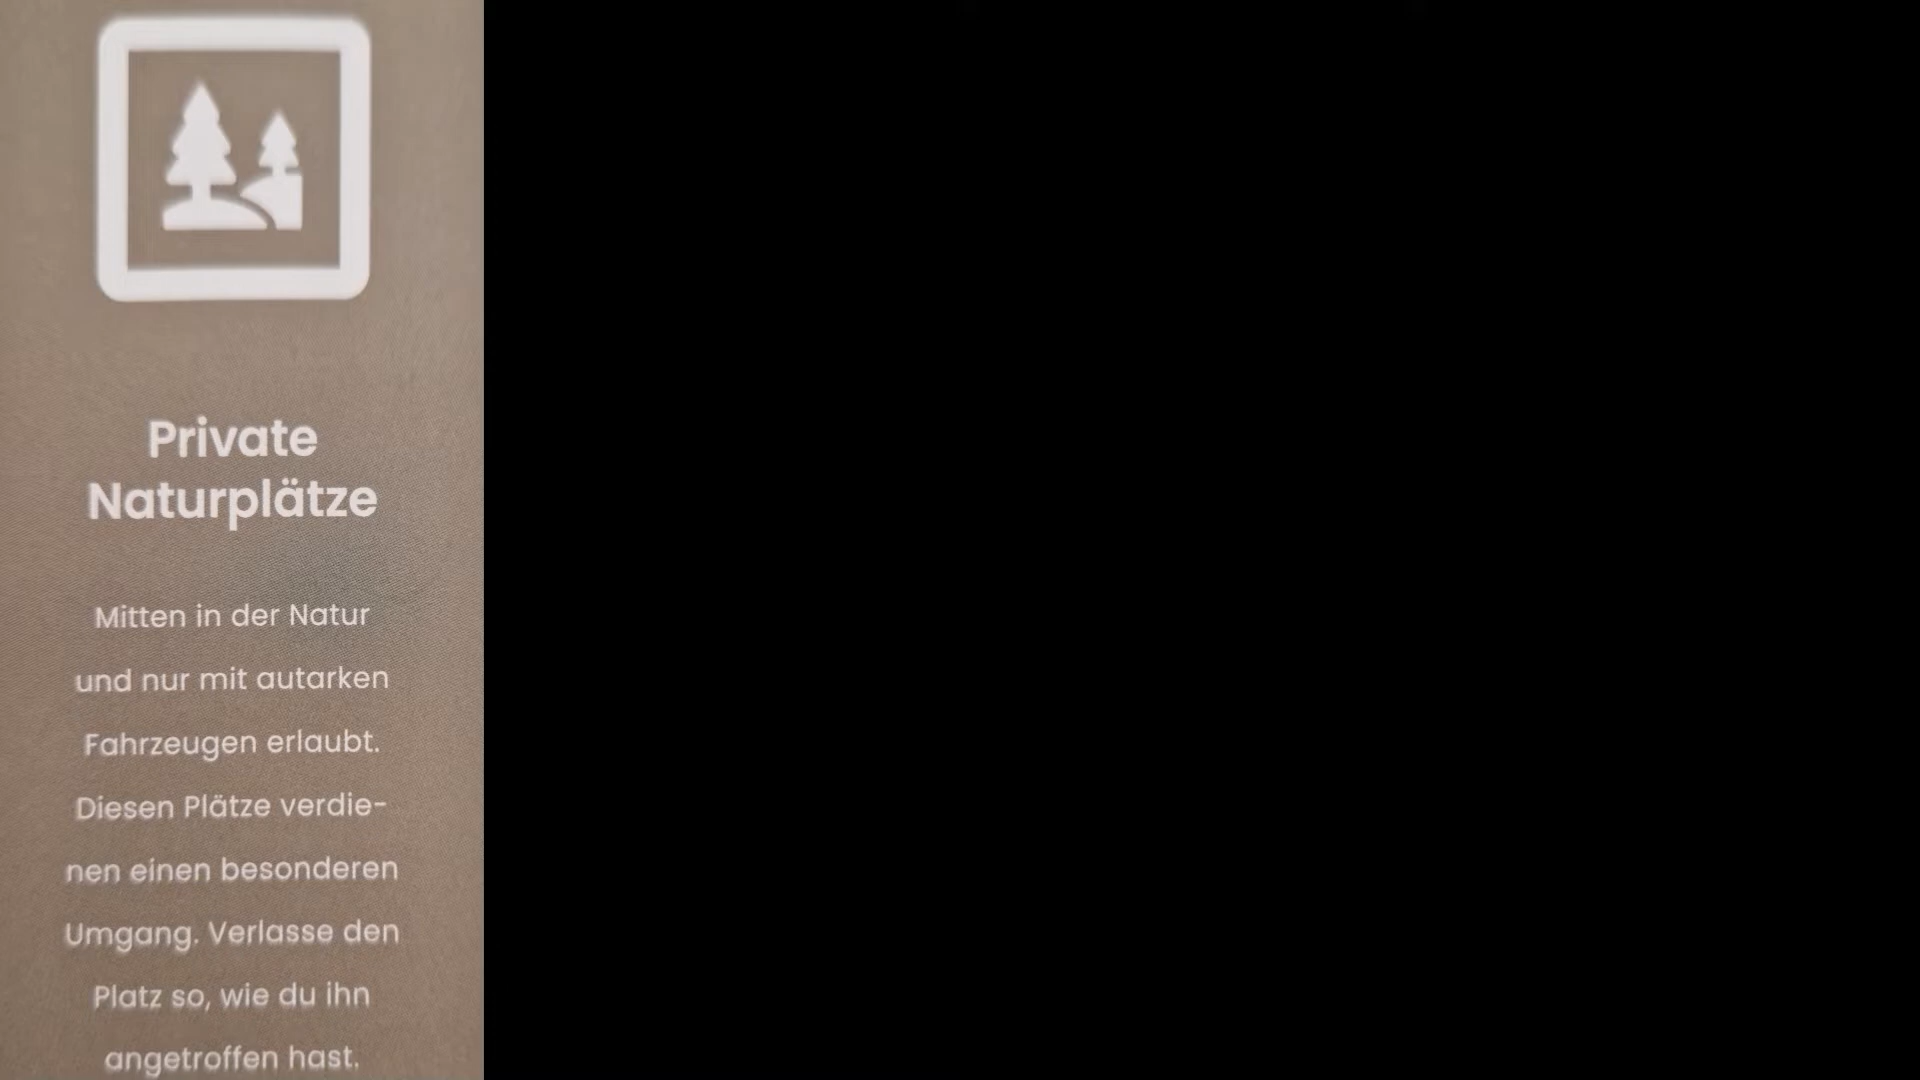 Private
Naturplätze
Mitten in der Natur
und nur mit autarken
Fahrzeugen erlaubt.
Diesen Plätze verdie-
nen einen besonderen
Umgang. Verlasse den
Platz so, wie du ihn
angetroffen hast.